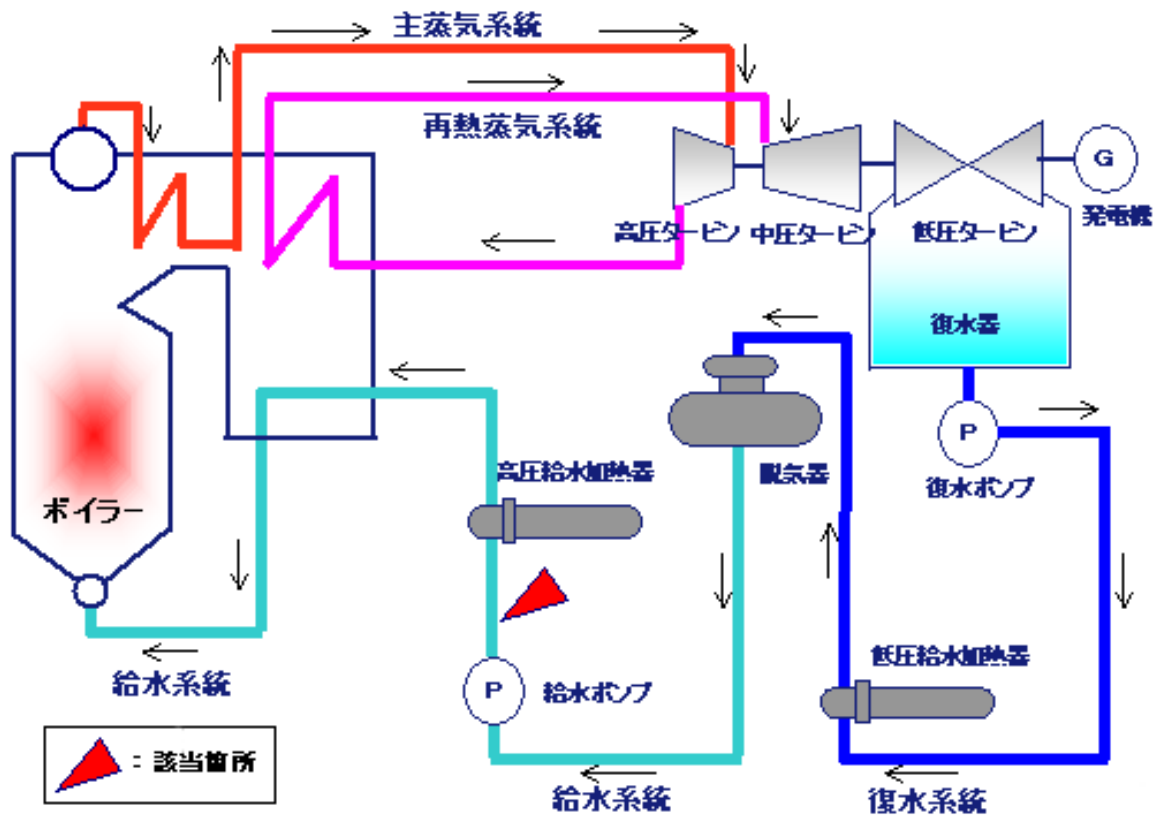 主蒸気系統
再熱蒸気系統
G
発電機
高圧タービン
中圧タービン
低圧タービン
復水器
P
復水ポンプ
脱気器
高圧給水加熱器
ボイラー
低圧給水加熱器
P
給水ポンプ
給水系統
: 該当箇所
給水系統
復水系統